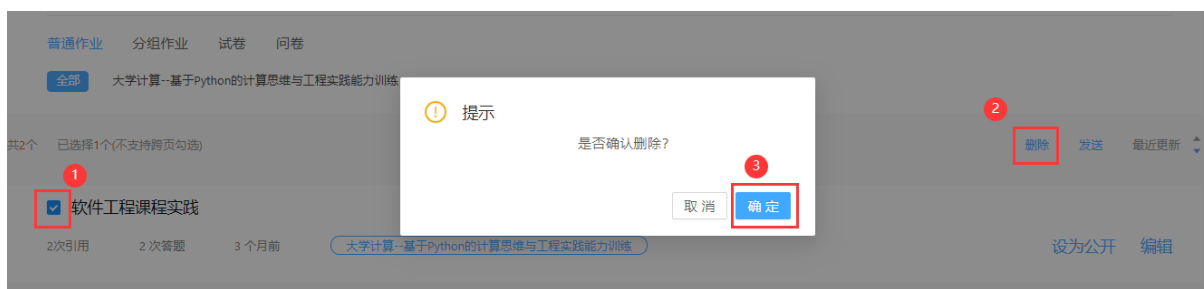 普通作业 分组作业 试卷 问卷
全部 大学计算--基于Python的计算思维与工程实践能力训练
提示
是否确认删除?
共2个 已选择1个(不支持跨页勾选) 删除 发送 最近更新
1
2
3
取消 确定
软件工程课程实践
2次引用 2次答题 3个月前 大学计算--基于Python的计算思维与工程实践能力训练 设为公开 编辑